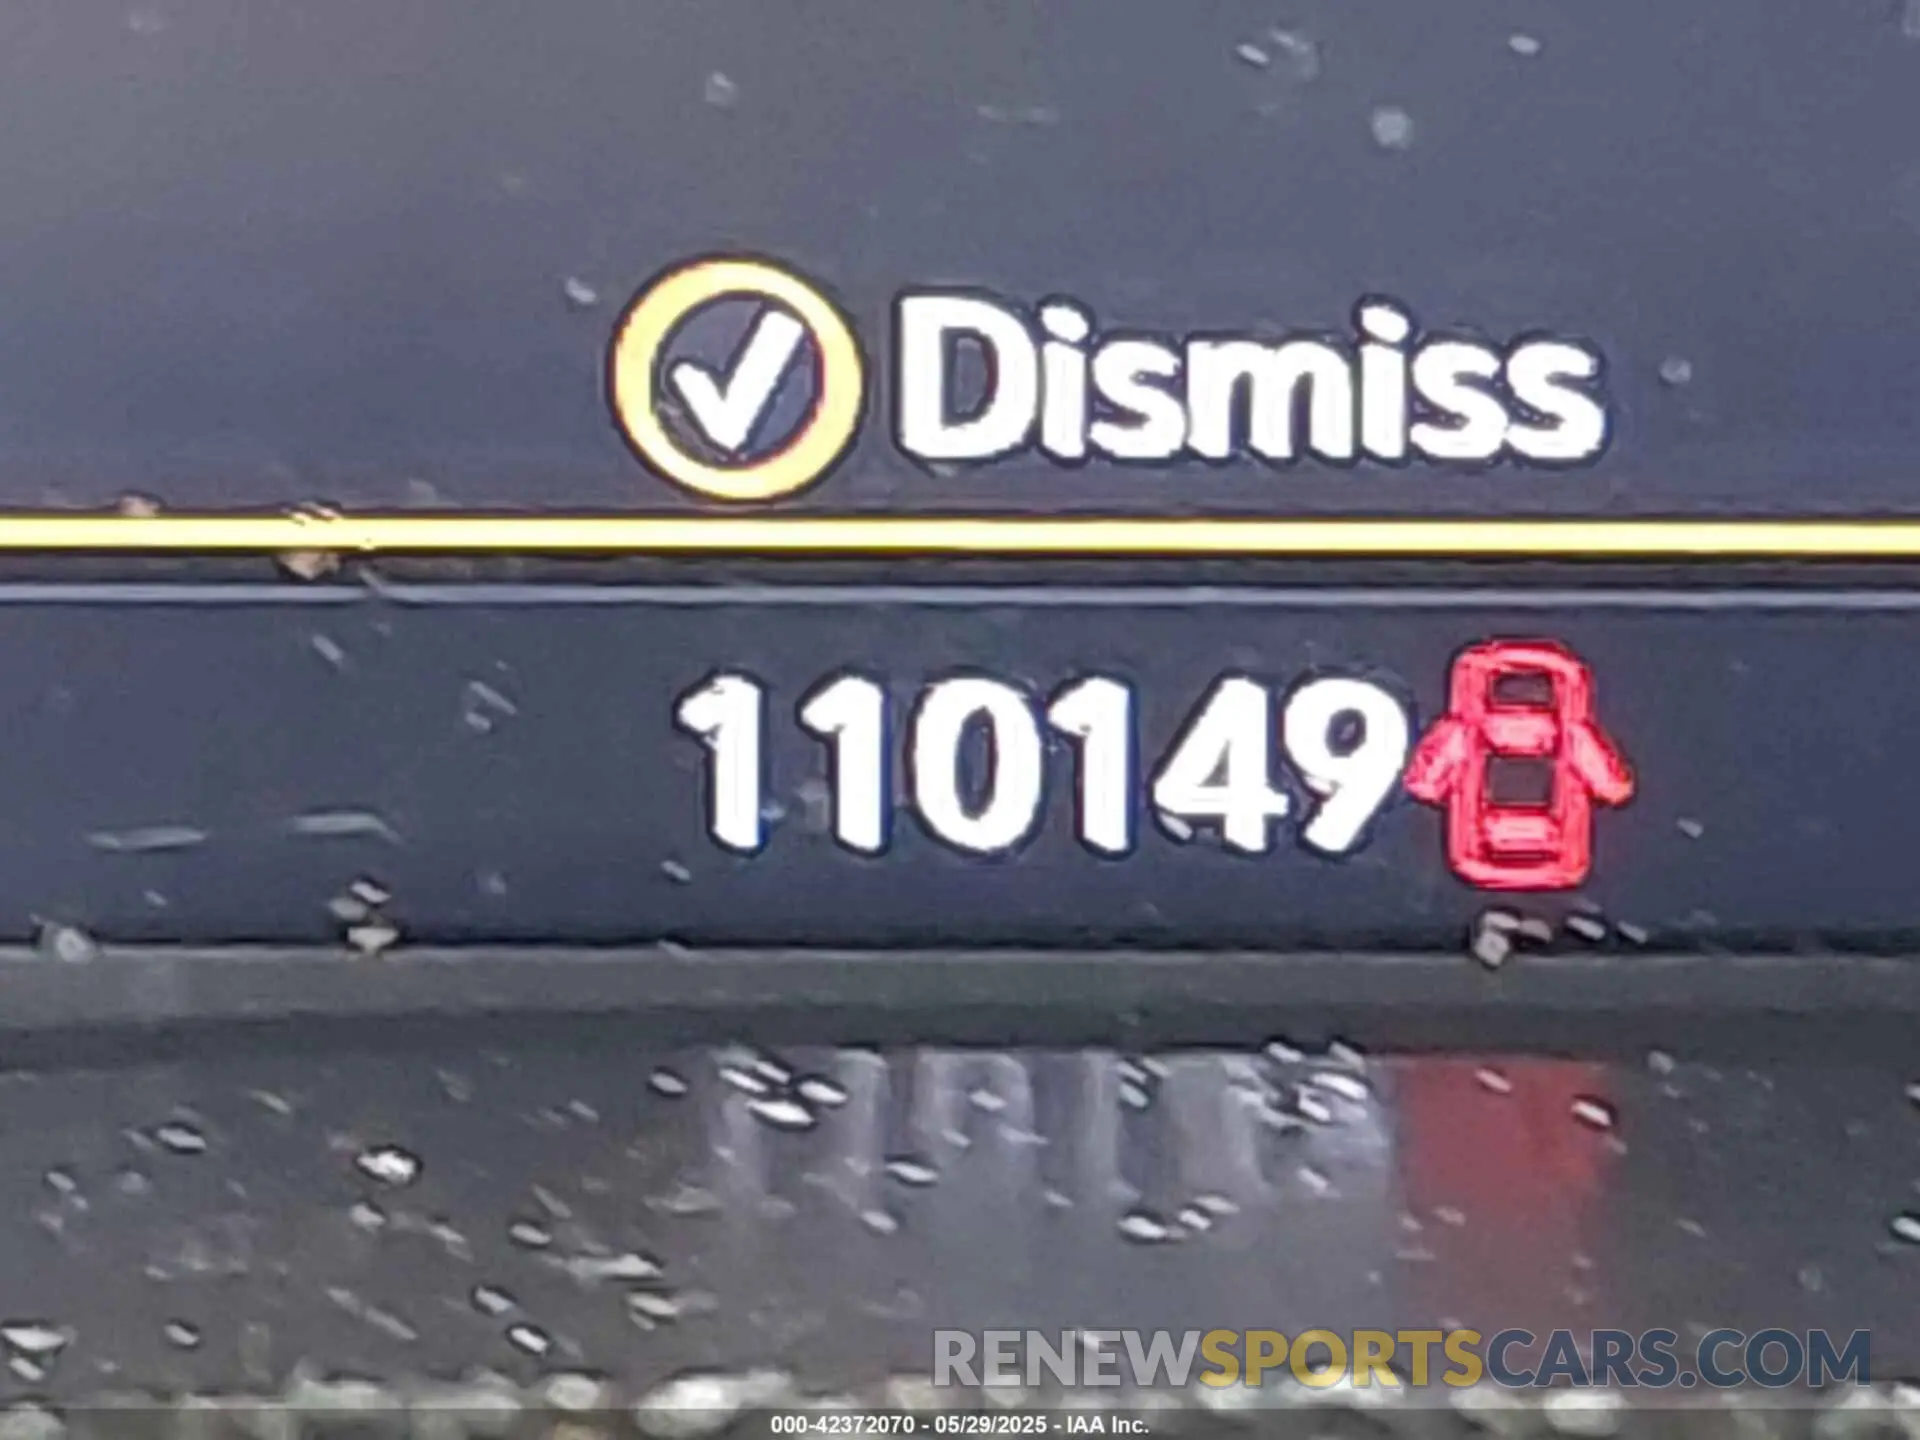 Dismiss
110149
RENEWSPORTSCARS.COM
000-42372070 - 05/29/2025 - IAA Inc.